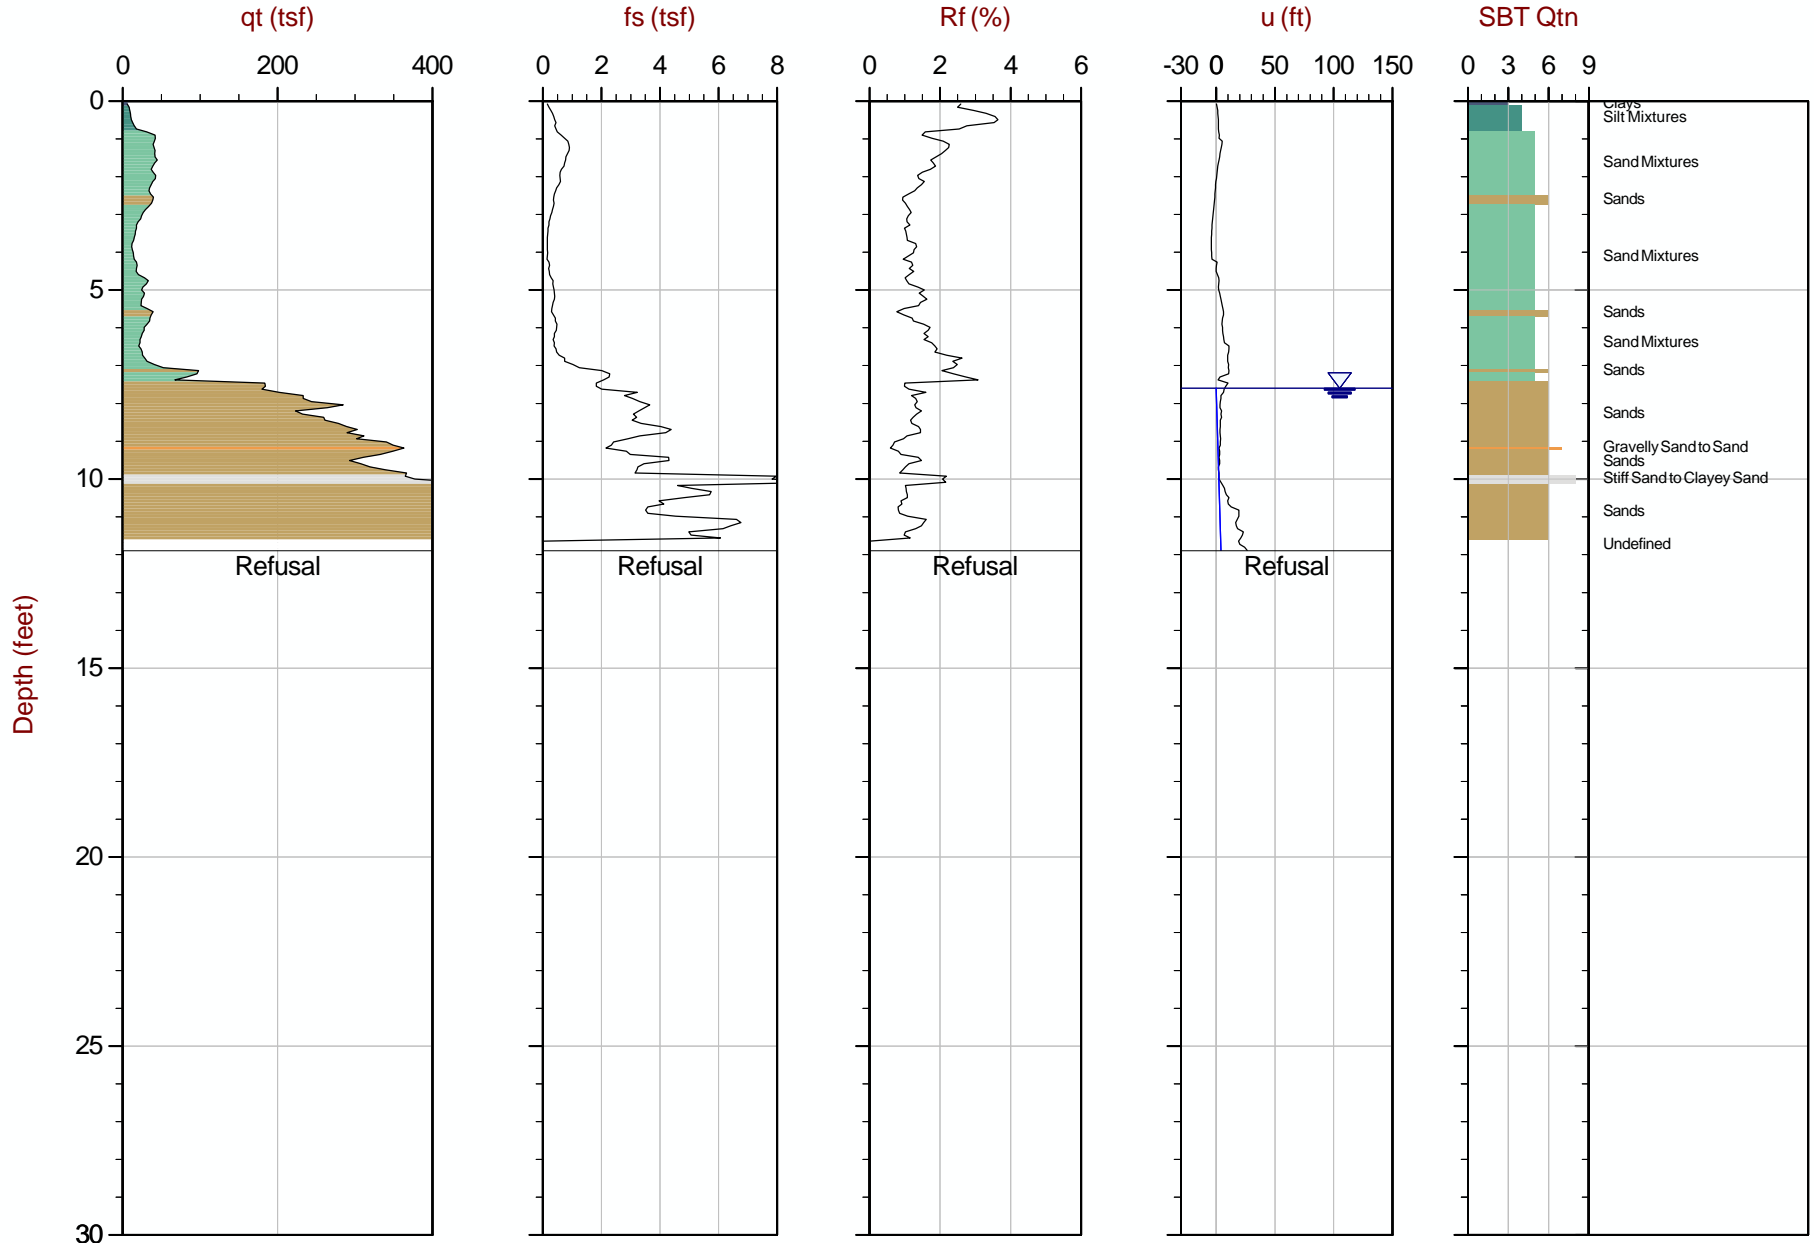 qt (tsf) fs (tsf) Rf (%) u (ft) SBT Qtn
0 200 400 0 2 4 6 8 0 2 4 6 -30 0 50 100 150 0 3 6 9
0
Clays
Silt Mixtures
Sand Mixtures
Sands
Sand Mixtures
5
Sands
Sand Mixtures
Sands
Sands
Gravelly Sand to Sand
Sands
10
Stiff Sand to Clayey Sand
Sands
Undefined
Refusal Refusal Refusal Refusal
Depth (feet)
15
20
25
30